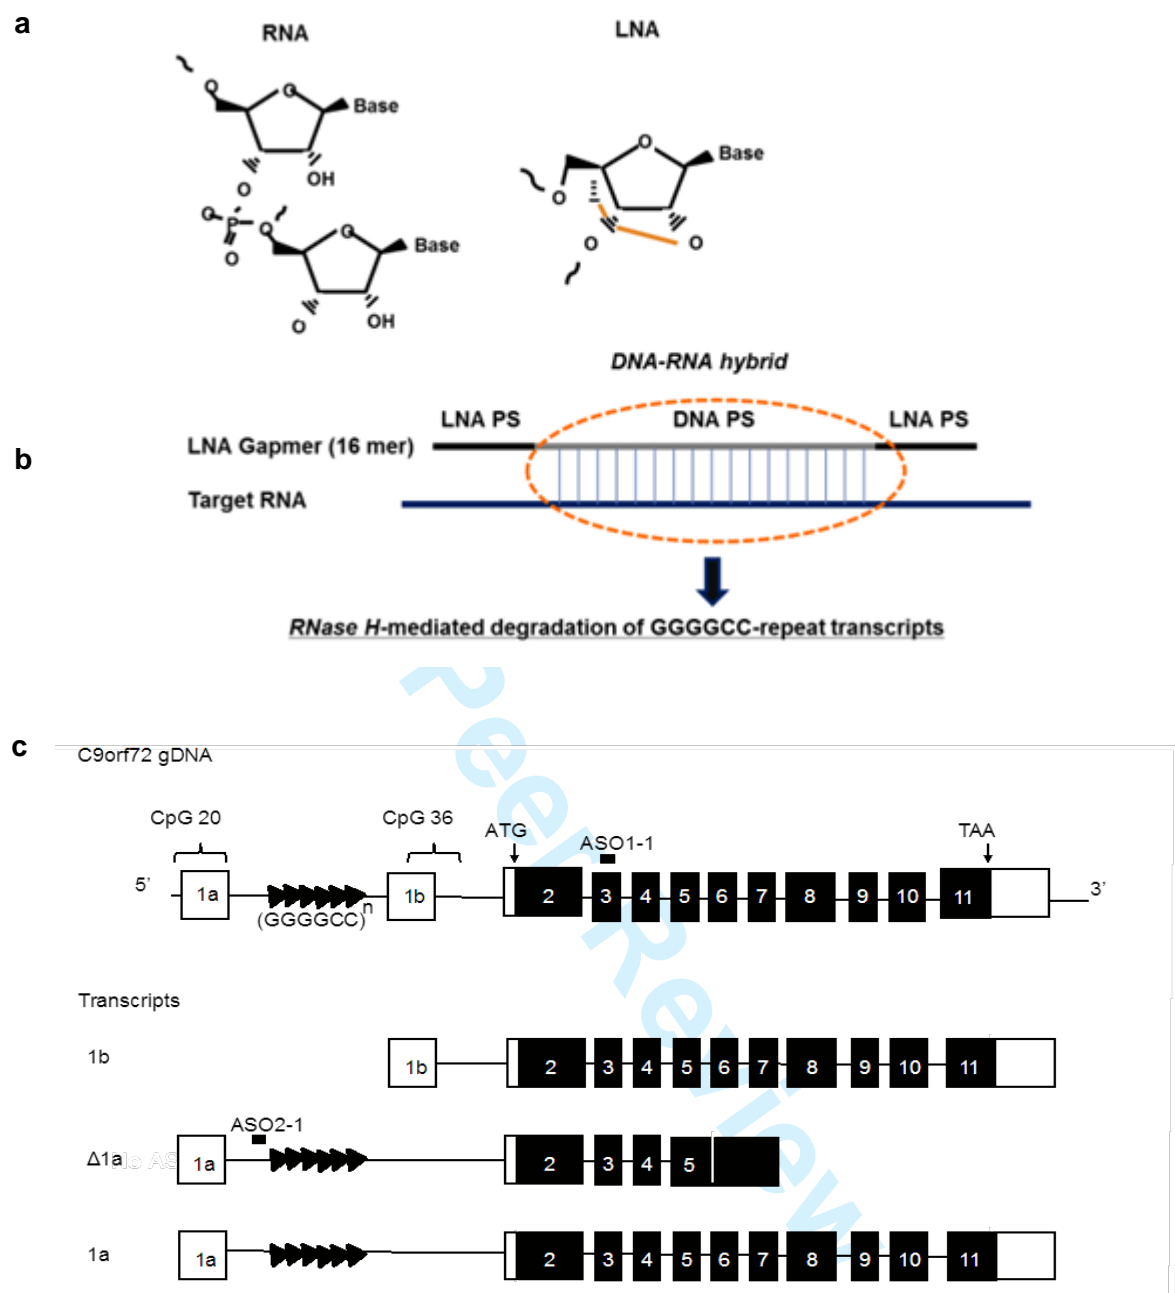 a
RNA
LNA
O
O
Base
O
OH
O
P
O
O
O
Base
O
OH
O
Base
O
O
O
DNA-RNA hybrid
LNA PS DNA PS LNA PS
b
LNA Gapmer (16 mer)
Target RNA
RNase H-mediated degradation of GGGGCC-repeat transcripts
c
C9orf72 gDNA
CpG 20 CpG 36 ATG ASO1-1 TAA
5’ 1a 1b 2 3 4 5 6 7 8 9 10 11 3’
(GGGGCC)n
Transcripts
1b
1b 2 3 4 5 6 7 8 9 10 11
ASO2-1
Δ1a
1a 2 3 4 5
1a
1a 2 3 4 5 6 7 8 9 10 11
Peer Review